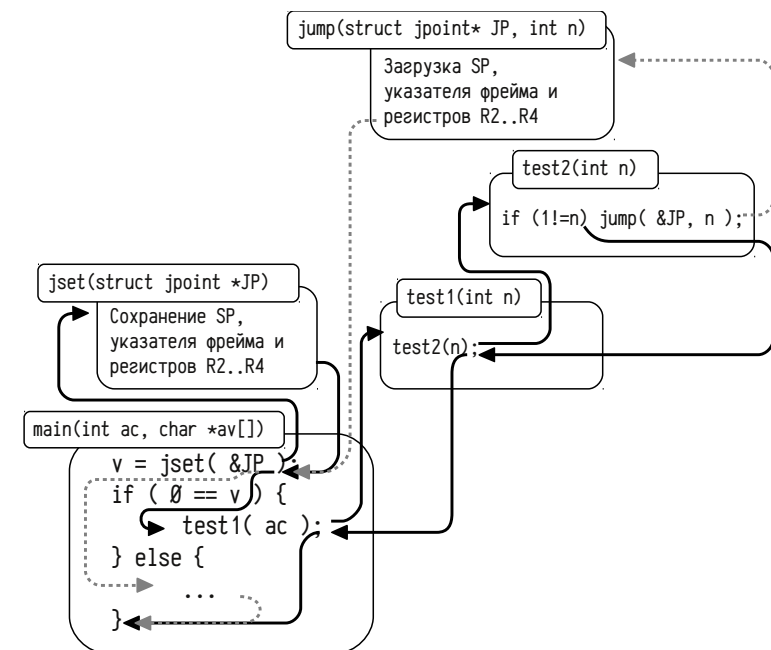 jump(struct jpoint* JP, int n)
Загрузка SP,
указателя фрейма и
регистров R2..R4
test2(int n)
if (1!=n) jump( &JP, n );
jset(struct jpoint *JP)
Сохранение SP,
указателя фрейма и
регистров R2..R4
test1(int n)
test2(n);
main(int ac, char *av[])
v = jset( &JP );
if ( 0 == v ) {
test1( ac );
} else {
...
}